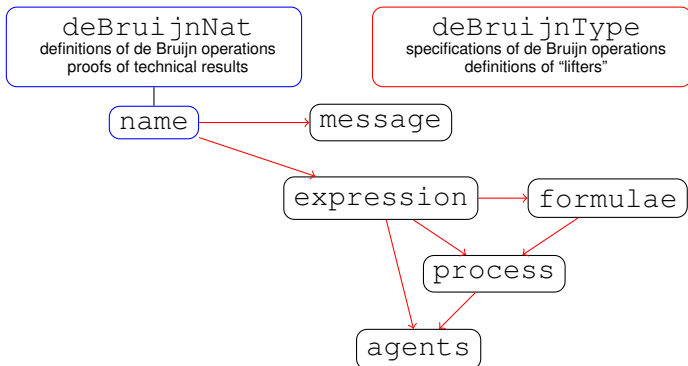 deBruijnNat
definitions of de Bruijn operations
proofs of technical results
deBruijnType
specifications of de Bruijn operations
definitions of “lifters”
name
message
expression
formulae
process
agents